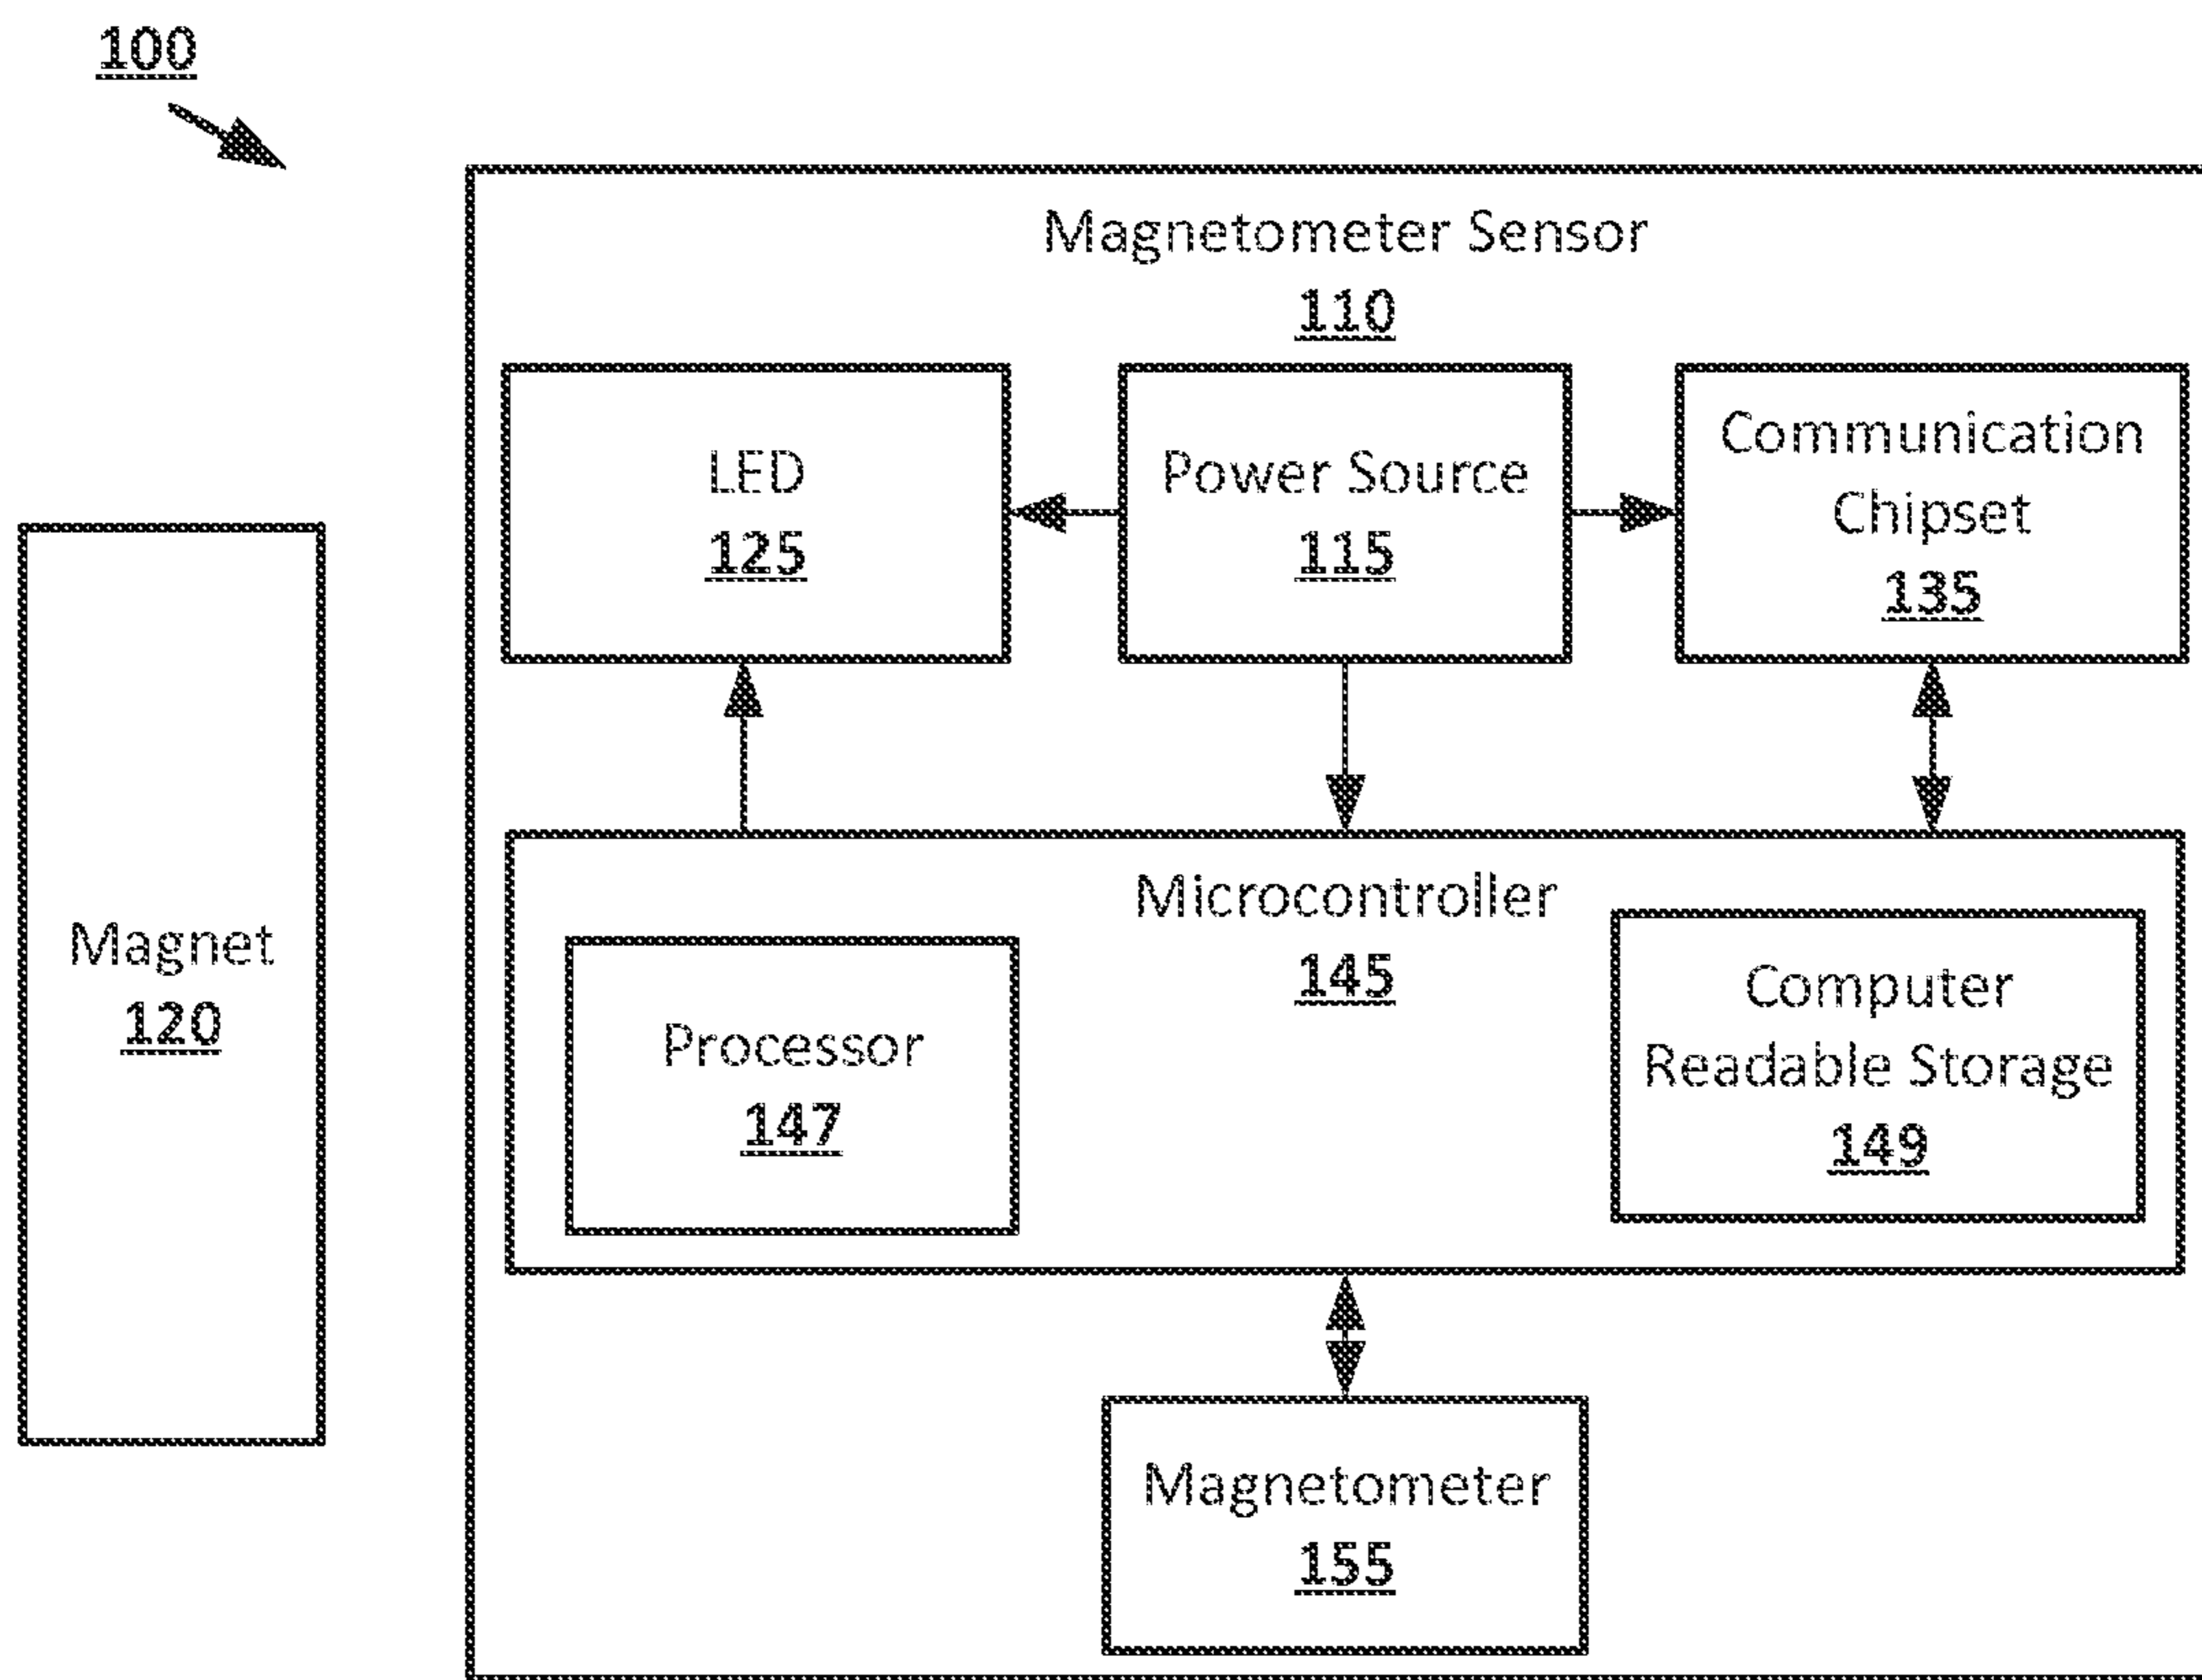 100
Magnetometer Sensor
110
LED
125
Power Source
115
Communication
Chipset
135
Magnet
120
Microcontroller
145
Processor
147
Computer
Readable Storage
149
Magnetometer
155